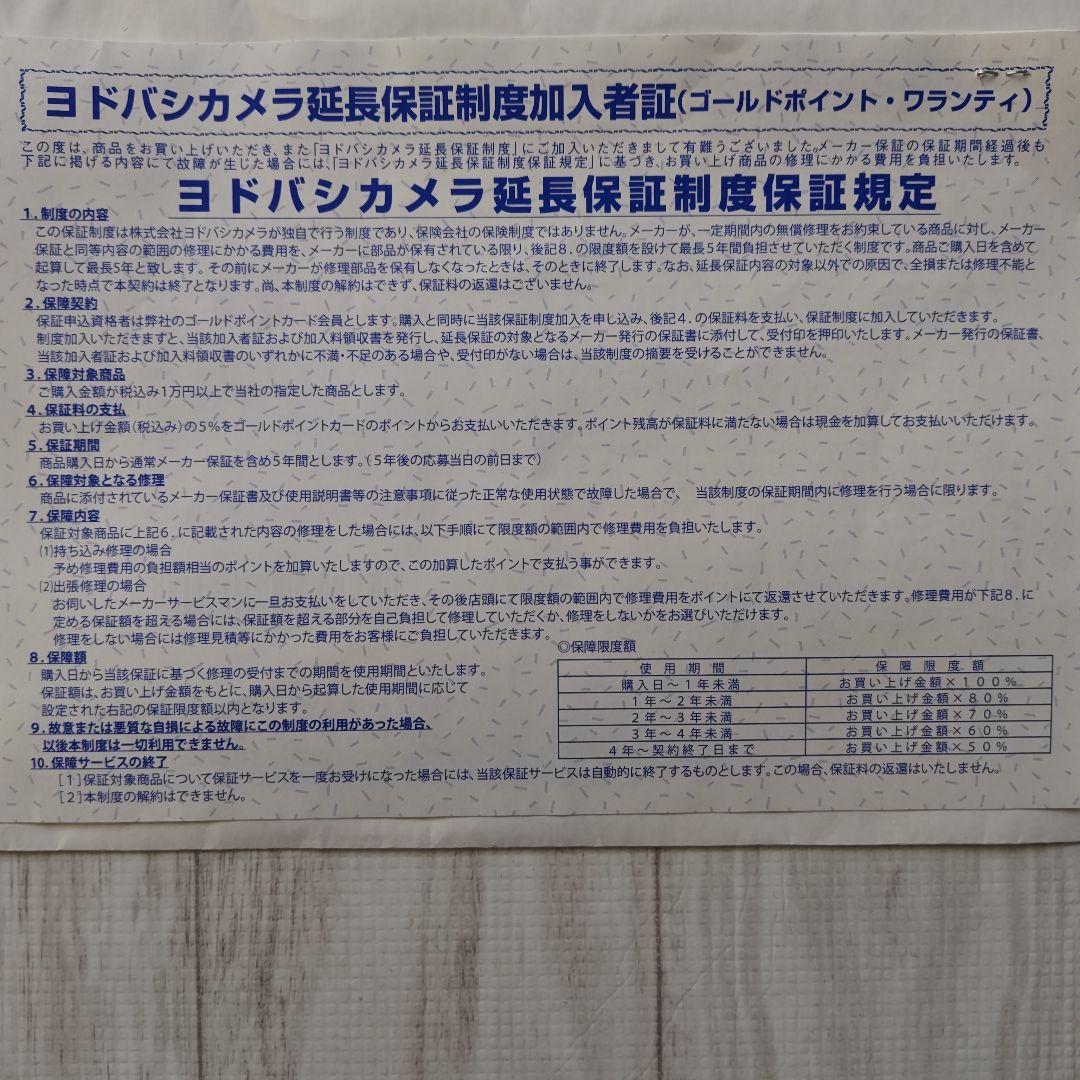 ヨドバシカメラ延長保証制度加入者証(ゴールドポイント・ワランティ)
この度は、商品をお買い上げいただき、また「ヨドバシカメラ延長保証制度」にご加入いただきまして有難うございました。メーカー保証の保証期間経過後も
下記に掲げる内容にて故障が生じた場合には、「ヨドバシカメラ延長保証制度保証規定」に基づき、お買い上げ商品の修理にかかる費用を負担いたします。
ヨドバシカメラ延長保証制度保証規定
1.制度の内容
この保証制度は株式会社ヨドバシカメラが独自で行う制度であり、保険会社の保険制度ではありません。メーカーが、一定期間内の無償修理をお約束している商品に対し、メーカー
保証と同等内容の範囲の修理にかかる費用を、メーカーに部品が保有されている限り、後記8.の限度額を設けて最長5年間負担させていただく制度です。商品ご購入日を含めて
起算して最長5年と致します。その前にメーカーが修理部品を保有しなくなったときは、そのときに終了します。なお、延長保証内容の対象以外での原因で、全損または修理不能と
なった時点で本契約は終了となります。尚、本制度の解約はできず、保証料の返還はございません。
2.保障契約
保証申込資格者は弊社のゴールドポイントカード会員とします。購入と同時に当該保証制度加入を申し込み、後記4.の保証料を支払い、保証制度に加入していただきます。
制度加入いただきますと、当該加入者証および加入料領収書を発行し、延長保証の対象となるメーカー発行の保証書に添付して、受付印を押印いたします。メーカー発行の保証書、
当該加入者証および加入料領収書のいずれかに不満・不足のある場合や、受付印がない場合は、当該制度の摘要を受けることができません。
3.保障対象商品
ご購入金額が税込み1万円以上で当社の指定した商品とします。
4.保証料の支払
お買い上げ金額(税込み)の5%をゴールドポイントカードのポイントからお支払いいただきます。ポイント残高が保証料に満たない場合は現金を加算してお支払いいただけます。
5.保証期間
商品購入日から通常メーカー保証を含め5年間とします。(5年後の応募当日の前日まで)
6.保障対象となる修理
商品に添付されているメーカー保証書及び使用説明書等の注意事項に従った正常な使用状態で故障した場合で、 当該制度の保証期間内に修理を行う場合に限ります。
7.保障内容
保証対象商品に上記6.に記載された内容の修理をした場合には、以下手順にて限度額の範囲内で修理費用を負担いたします。
(1)持ち込み修理の場合
予め修理費用の負担額相当のポイントを加算いたしますので、この加算したポイントで支払う事ができます。
(2)出張修理の場合
お伺いしたメーカーサービスマンに一旦お支払いをしていただき、その後店頭にて限度額の範囲内で修理費用をポイントにて返還させていただきます。修理費用が下記8.に
定める保証額を超える場合には、保証額を超える部分を自己負担して修理していただくか、修理をしないかをお選びいただけます。
修理をしない場合には修理見積等にかかった費用をお客様にご負担していただきます。
8.保障額
購入日から当該保証に基づく修理の受付までの期間を使用期間といたします。
保証額は、お買い上げ金額をもとに、購入日から起算した使用期間に応じて
設定された右記の保証限度額以内となります。
◎保障限度額
使用期間 保障限度額
購入日～1年未満 お買い上げ金額×100%
1年～2年未満 お買い上げ金額×80%
2年～3年未満 お買い上げ金額×70%
3年～4年未満 お買い上げ金額×60%
4年～契約終了日まで お買い上げ金額×50%
9.故意または悪質な自損による故障にこの制度の利用があった場合、
以後本制度は一切利用できません。
10.保障サービスの終了
[1]保証対象商品について保証サービスを一度お受けになった場合には、当該保証サービスは自動的に終了するものとします。この場合、保証料の返還はいたしません。
[2]本制度の解約はできません。